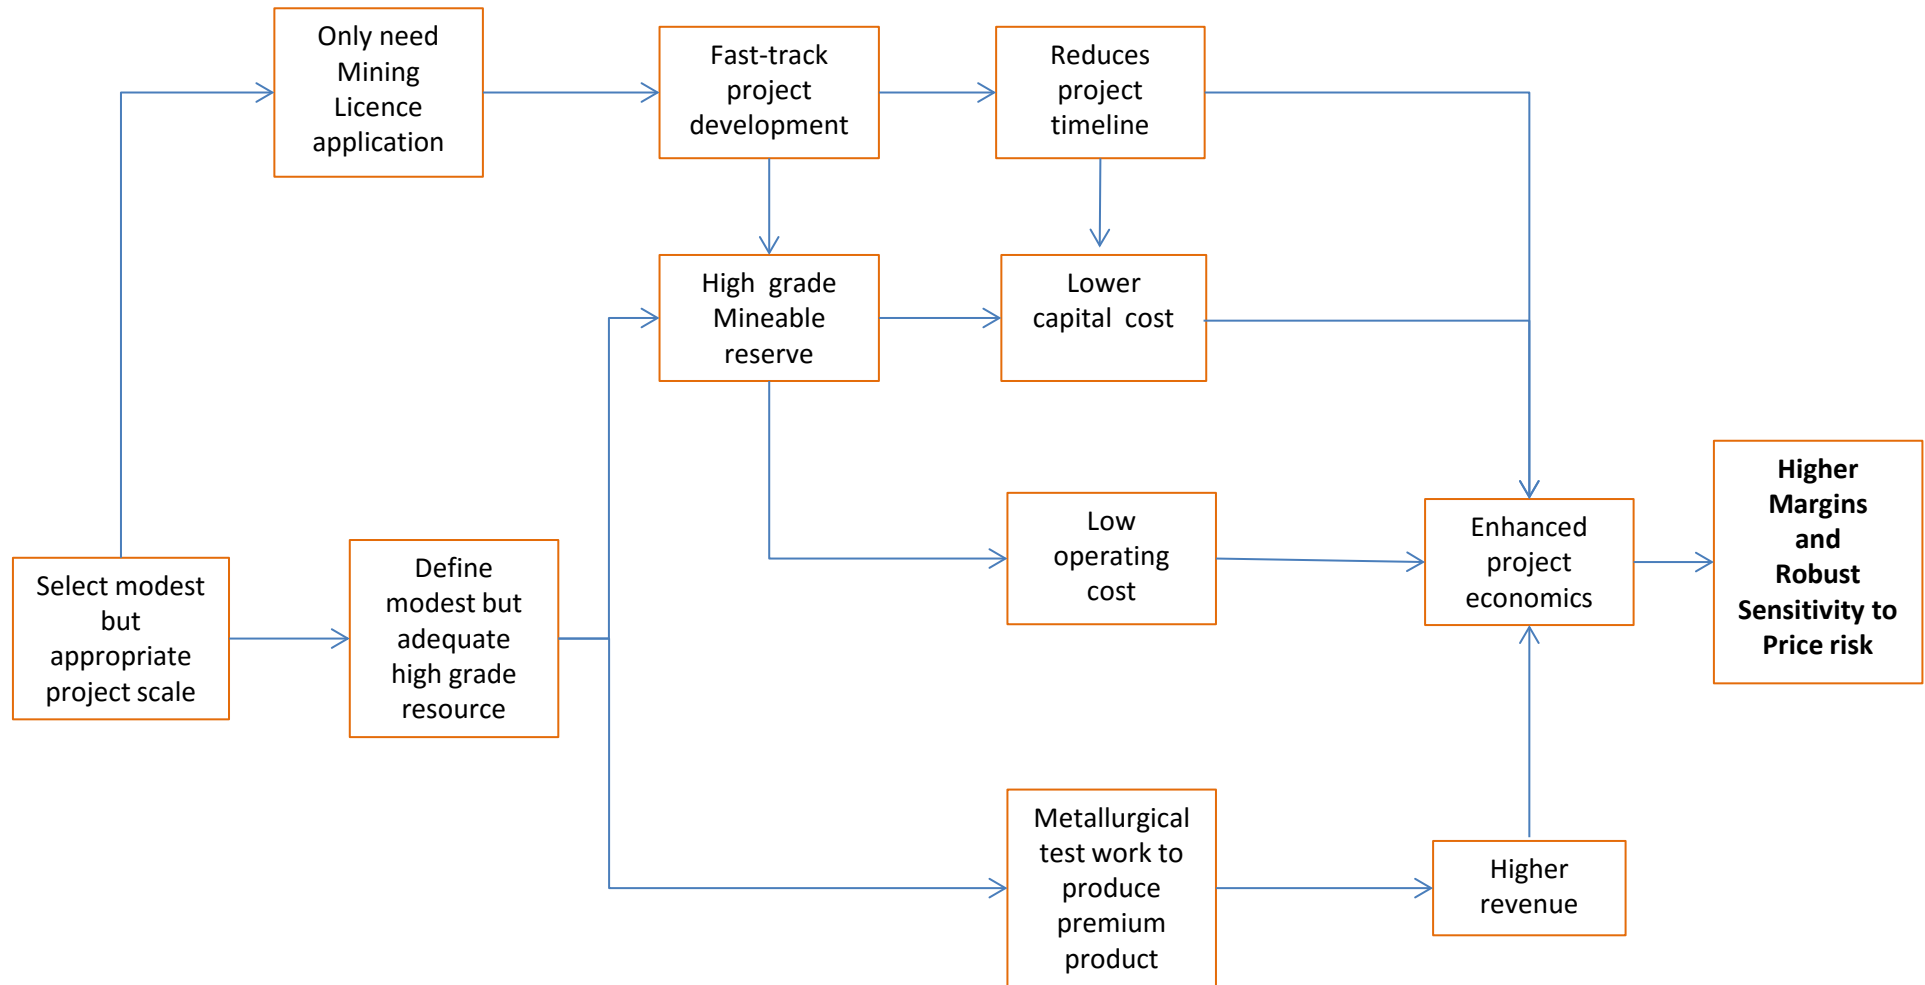 Only need
Mining
Licence
application
Fast-track
project
development
Reduces
project
timeline
High  grade
Mineable
reserve
Lower
capital  cost
Low
operating
cost
Enhanced
project
economics
Higher
Margins
and
Robust
Sensitivity to
Price risk
Select modest
but
appropriate
project scale
Define
modest but
adequate
high grade
resource
Metallurgical
test work to
produce
premium
product
Higher
revenue